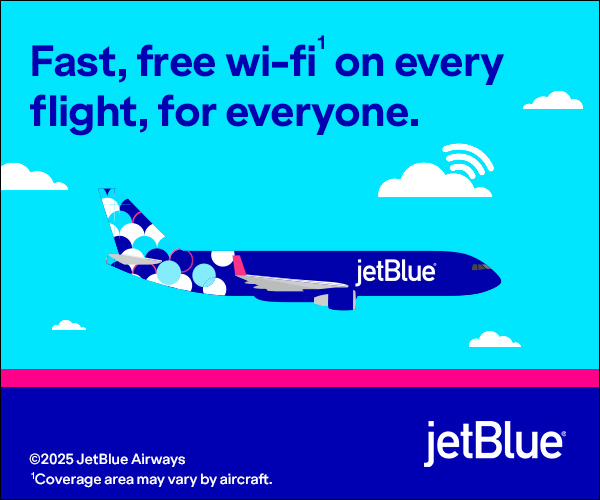 Fast, free wi-fi¹ on every
flight, for everyone.
jetBlue®
jetBlue®
©2025 JetBlue Airways
¹Coverage area may vary by aircraft.